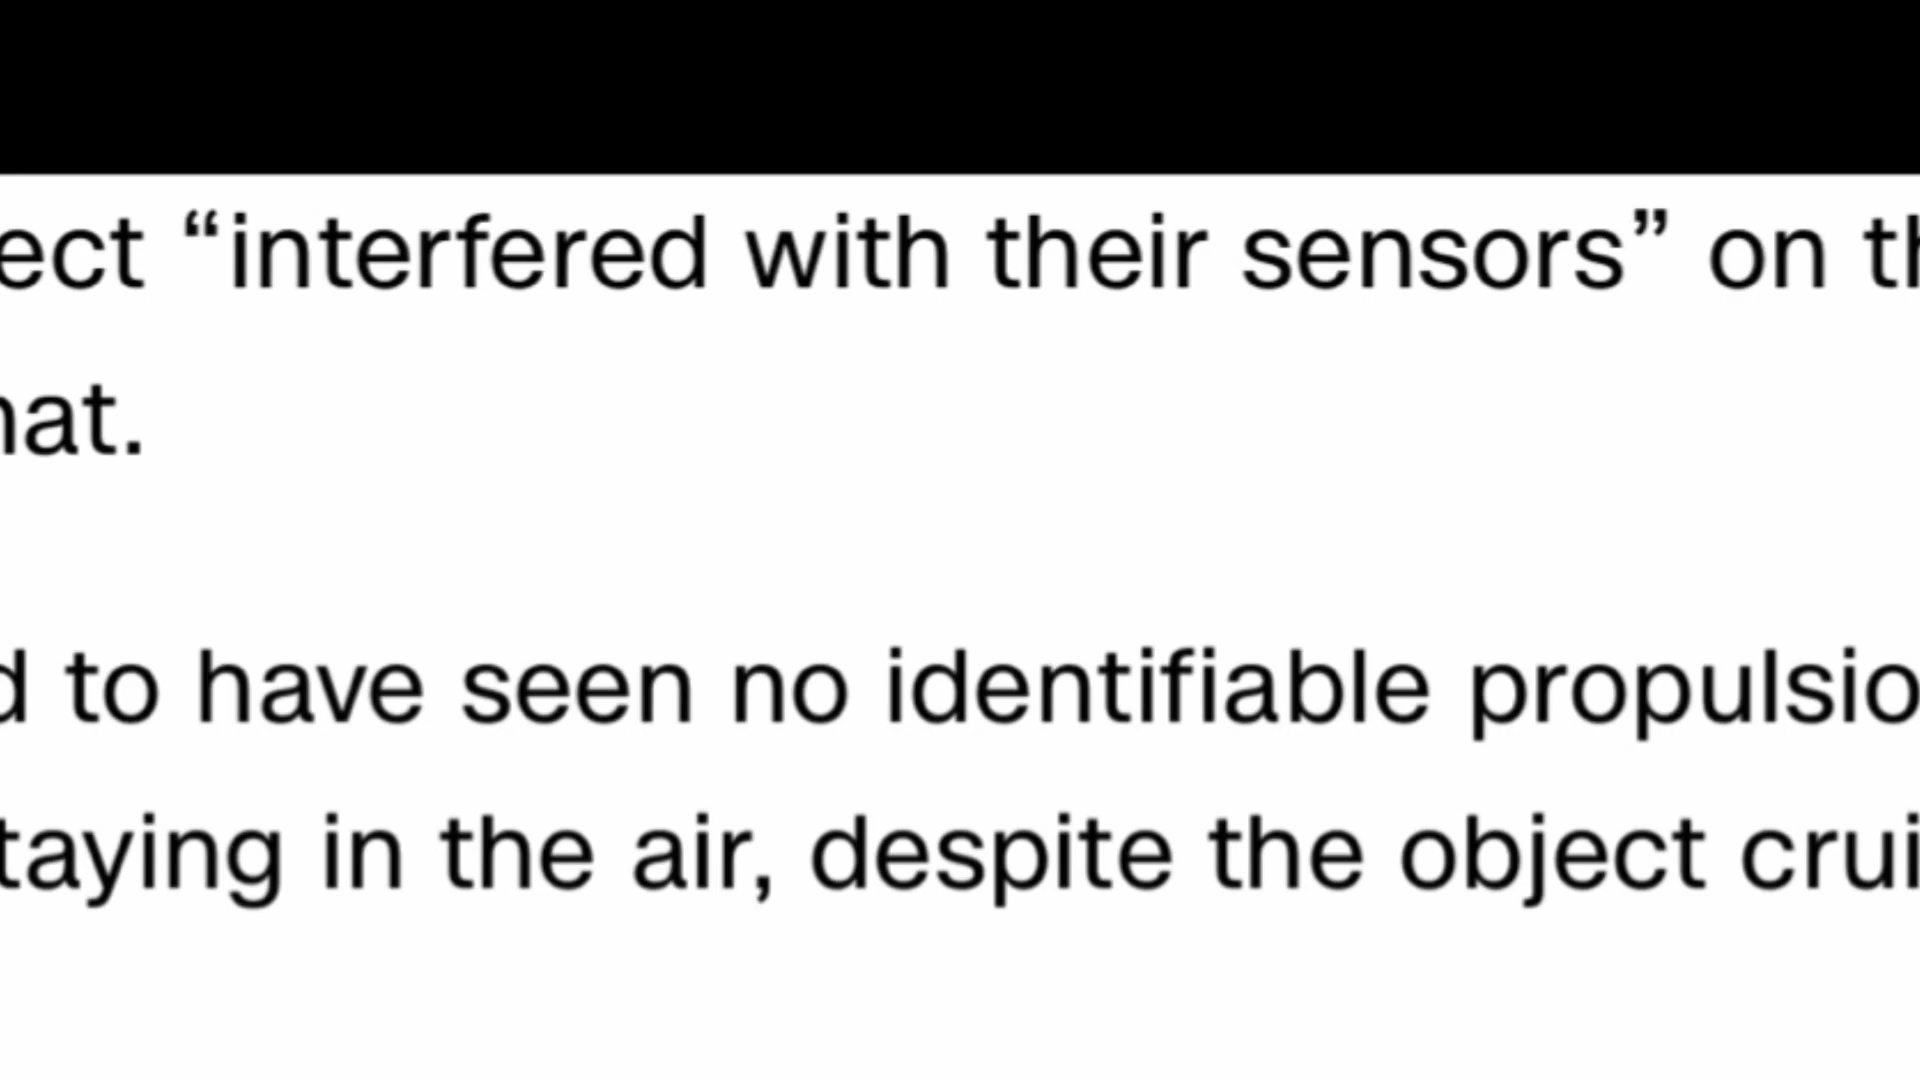 ect “interfered with their sensors” on th
hat.
d to have seen no identifiable propulsio
taying in the air, despite the object crui